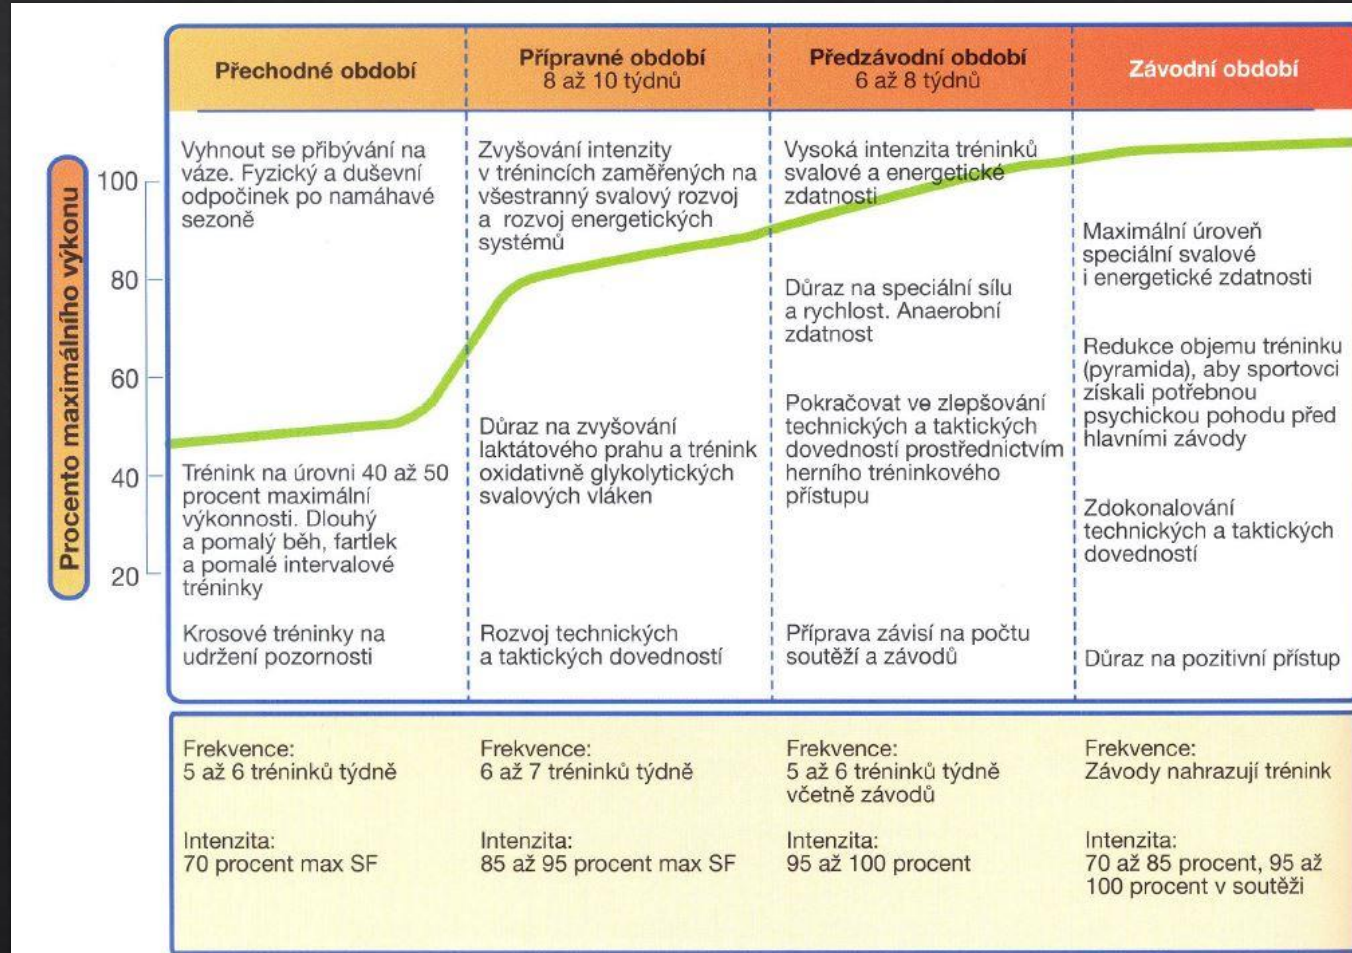 Přechodné období
Přípravné období
8 až 10 týdnů
Předzávodní období
6 až 8 týdnů
Závodní období
Procento maximálního výkonu
100
80
60
40
20
Vyhnout se přibývání na
váze. Fyzický a duševní
odpočinek po namáhavé
sezoně
Trénink na úrovni 40 až 50
procent maximální
výkonnosti. Dlouhý
a pomalý běh, fartlek
a pomalé intervalové
tréninky
Krosové tréninky na
udržení pozornosti
Zvyšování intenzity
v trénincích zaměřených na
všestranný svalový rozvoj
a rozvoj energetických
systémů
Důraz na zvyšování
laktátového prahu a trénink
oxidativně glykolytických
svalových vláken
Rozvoj technických
a taktických dovedností
Vysoká intenzita tréninků
svalové a energetické
zdatnosti
Důraz na speciální sílu
a rychlost. Anaerobní
zdatnost
Pokračovat ve zlepšování
technických a taktických
dovedností prostřednictvím
herního tréninkového
přístupu
Příprava závisí na počtu
soutěží a závodů
Maximální úroveň
speciální svalové
i energetické zdatnosti
Redukce objemu tréninku
(pyramida), aby sportovci
získali potřebnou
psychickou pohodu před
hlavními závody
Zdokonalování
technických a taktických
dovedností
Důraz na pozitivní přístup
Frekvence:
5 až 6 tréninků týdně
Intenzita:
70 procent max SF
Frekvence:
6 až 7 tréninků týdně
Intenzita:
85 až 95 procent max SF
Frekvence:
5 až 6 tréninků týdně
včetně závodů
Intenzita:
95 až 100 procent
Frekvence:
Závody nahrazují trénink
Intenzita:
70 až 85 procent, 95 až
100 procent v soutěži